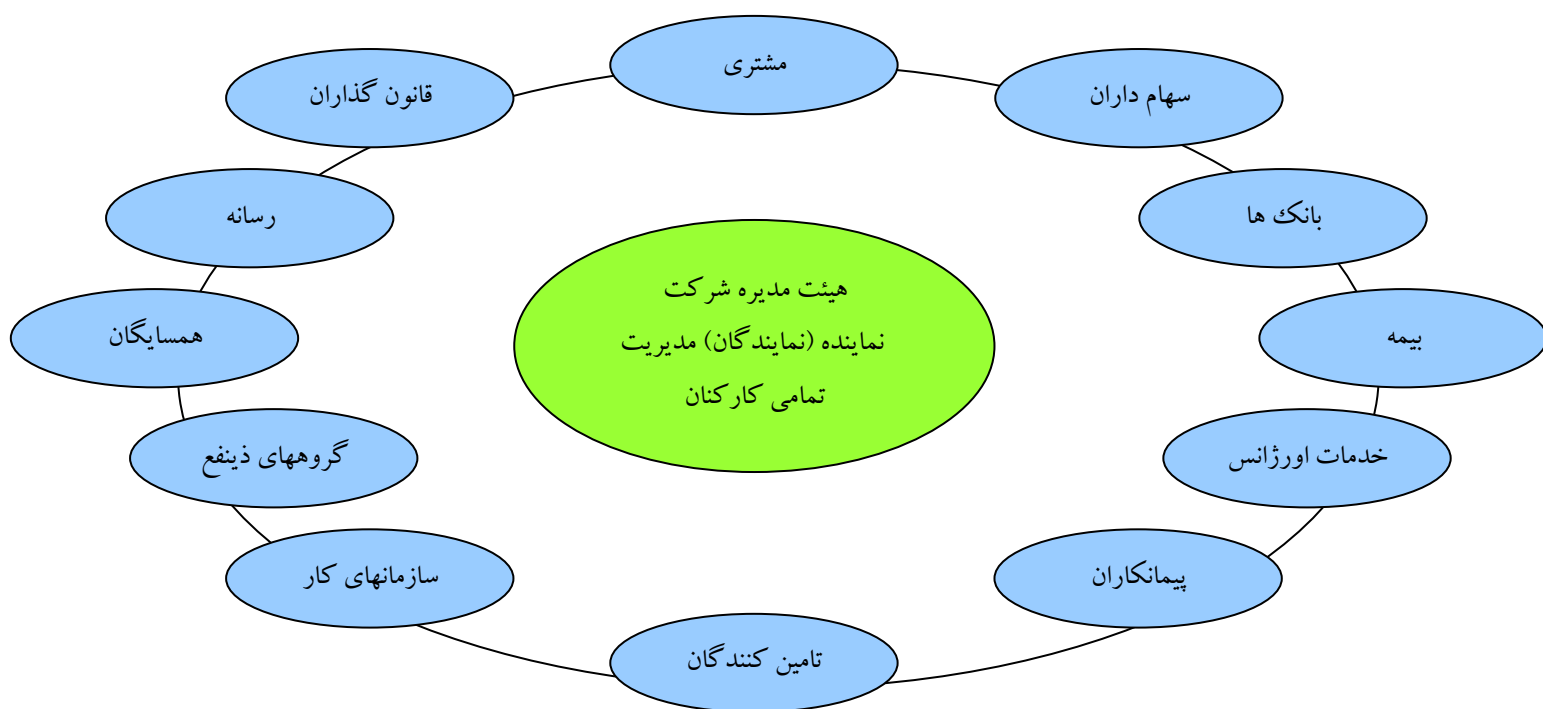 مشتری
سهام داران
قانون گذاران
بانک ها
رسانه
هیئت مدیره شرکت
نماینده (نمایندگان) مدیریت
تمامی کارکنان
بیمه
همسایگان
خدمات اورژانس
گروههای ذینفع
پیمانکاران
سازمانهای کار
تامین کنندگان